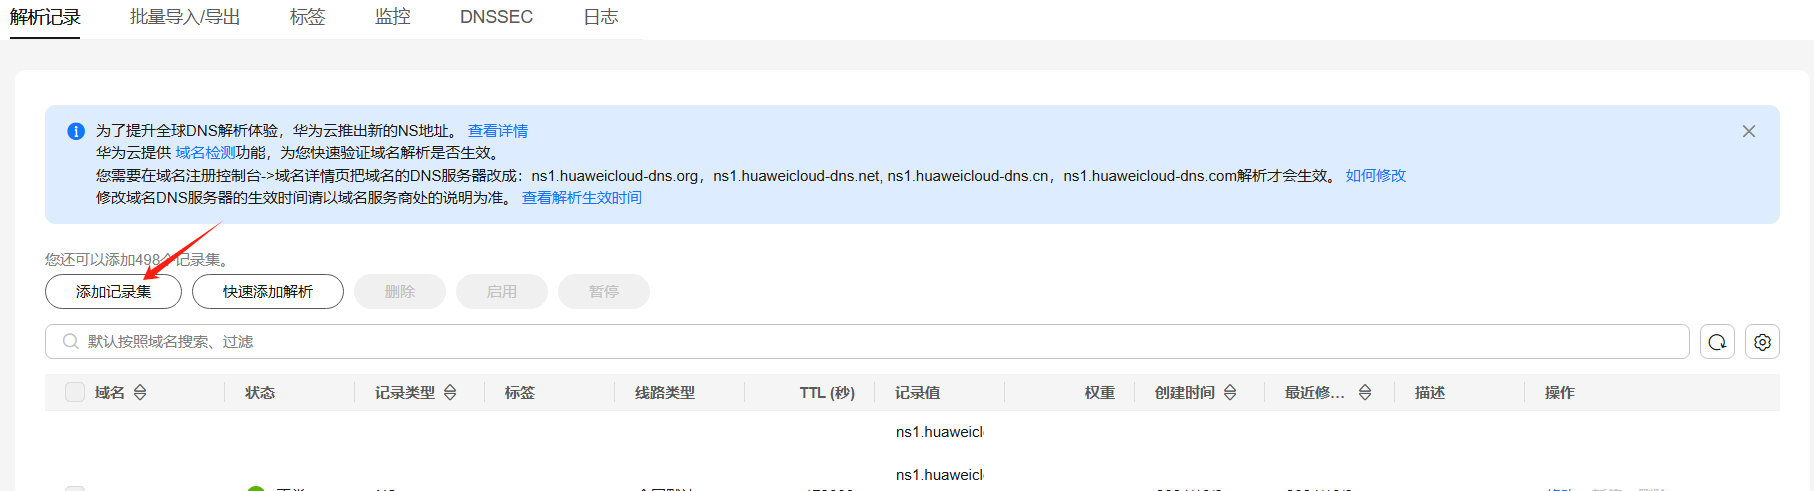 解析记录 批量导入/导出 标签 监控 DNSSEC 日志
为了提升全球DNS解析体验，华为云推出新的NS地址。 查看详情
华为云提供 域名检测功能，为您快速验证域名解析是否生效。
您需要在域名注册控制台->域名详情页把域名的DNS服务器改成：ns1.huaweicloud-dns.org，ns1.huaweicloud-dns.net, ns1.huaweicloud-dns.cn，ns1.huaweicloud-dns.com解析才会生效。 如何修改
修改域名DNS服务器的生效时间请以域名服务商处的说明为准。 查看解析生效时间
您还可以添加498个记录集。
添加记录集 快速添加解析 删除 启用 暂停
默认按照域名搜索、过滤
域名 状态 记录类型 标签 线路类型 TTL (秒) 记录值 权重 创建时间 最近修... 描述 操作
ns1.huaweicl
ns1.huaweicl